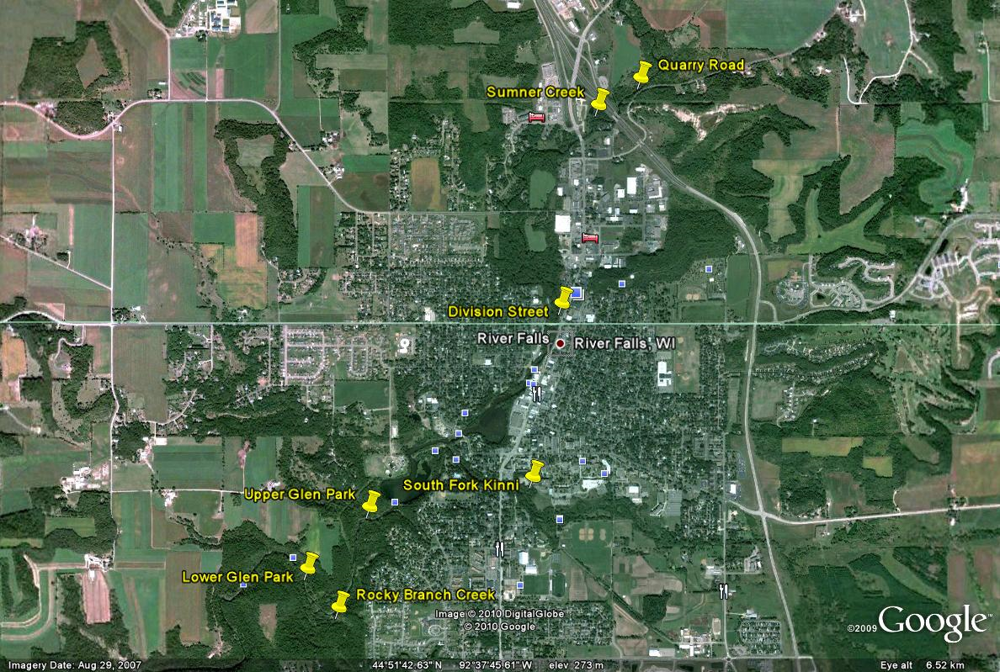 Quarry Road
Sumner Creek
Division Street
River Falls
River Falls, WI
South Fork Kinni
Upper Glen Park
Lower Glen Park
Rocky Branch Creek
Image © 2010 DigitalGlobe
© 2010 Google
©2009 Google™
Imagery Date: Aug 29, 2007 44°51'42.63" N 92°37'45.61" W elev 273 m Eye alt 6.52 km